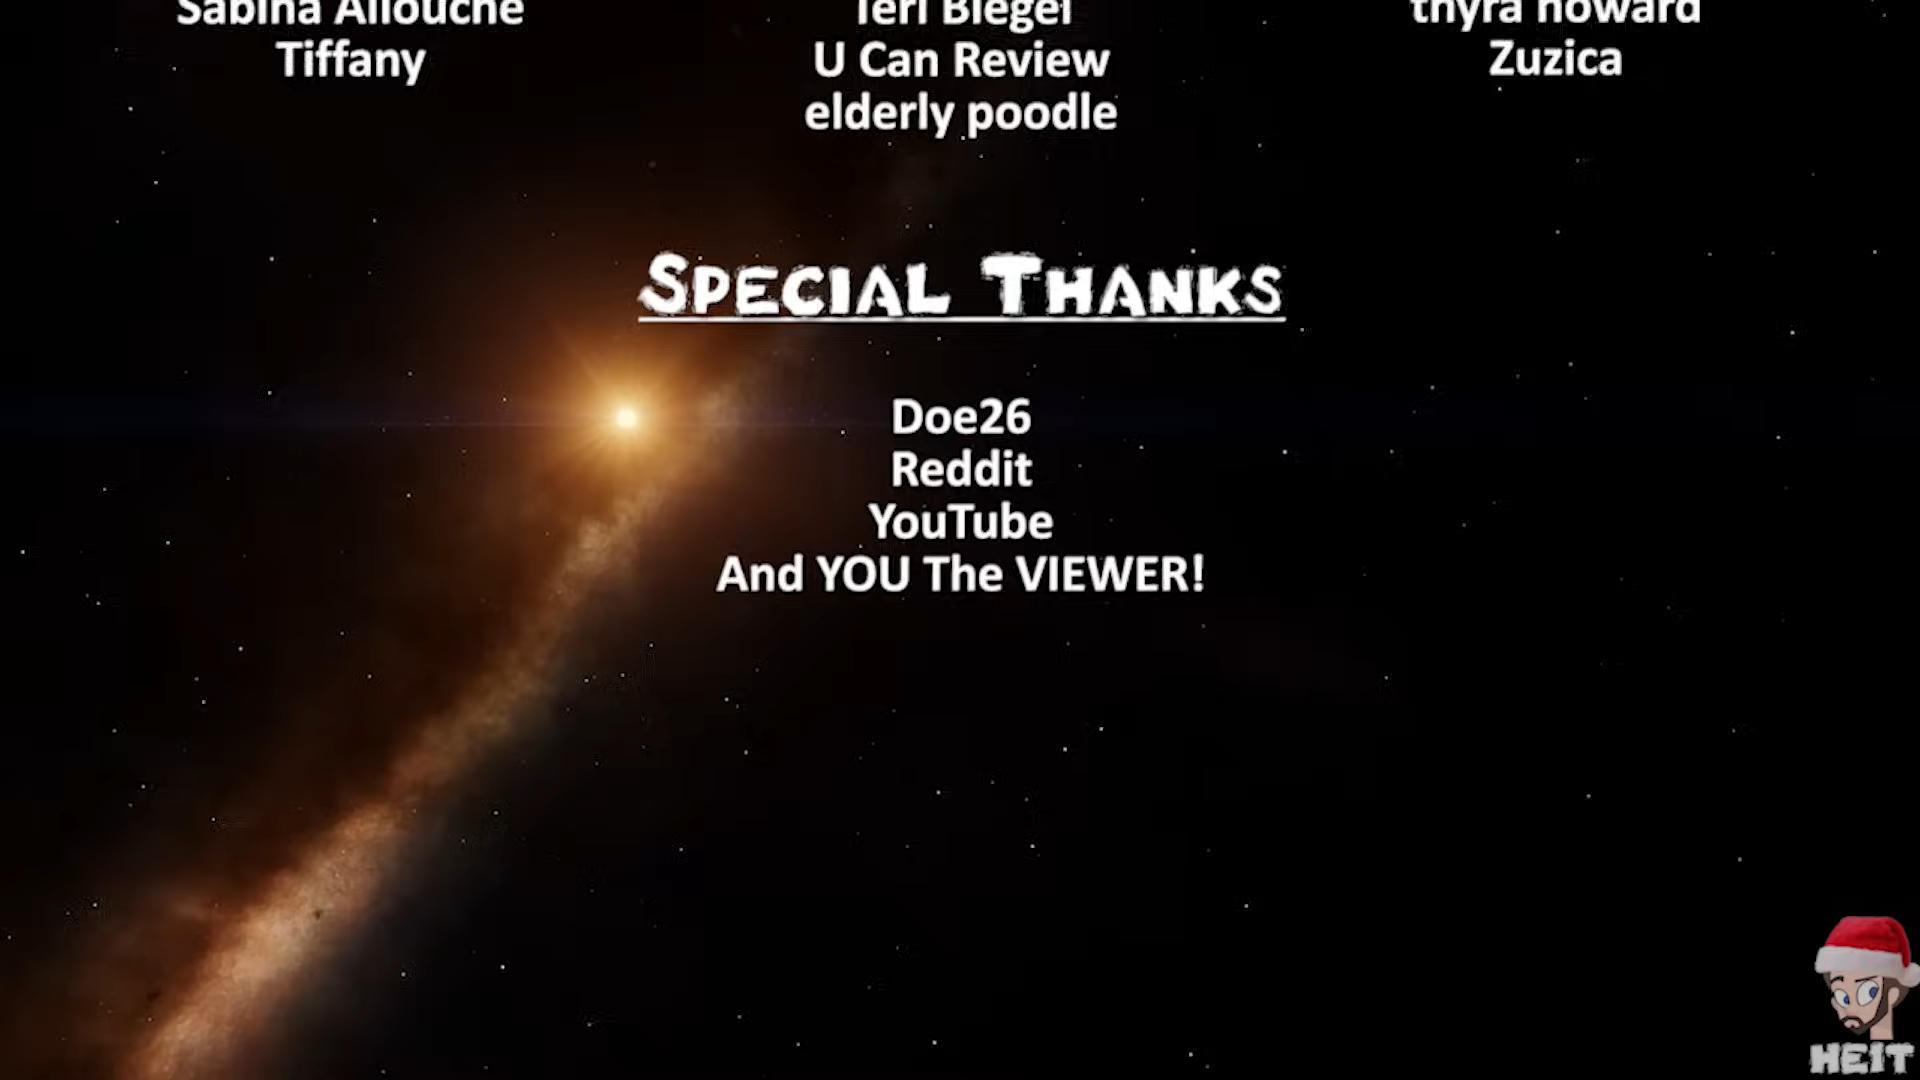 Sabina Allouche
Teri Biegel
thyra howard
Tiffany
U Can Review
Zuzica
elderly poodle
SPECIAL THANKS
Doe26
Reddit
YouTube
And YOU The VIEWER!
HEIT